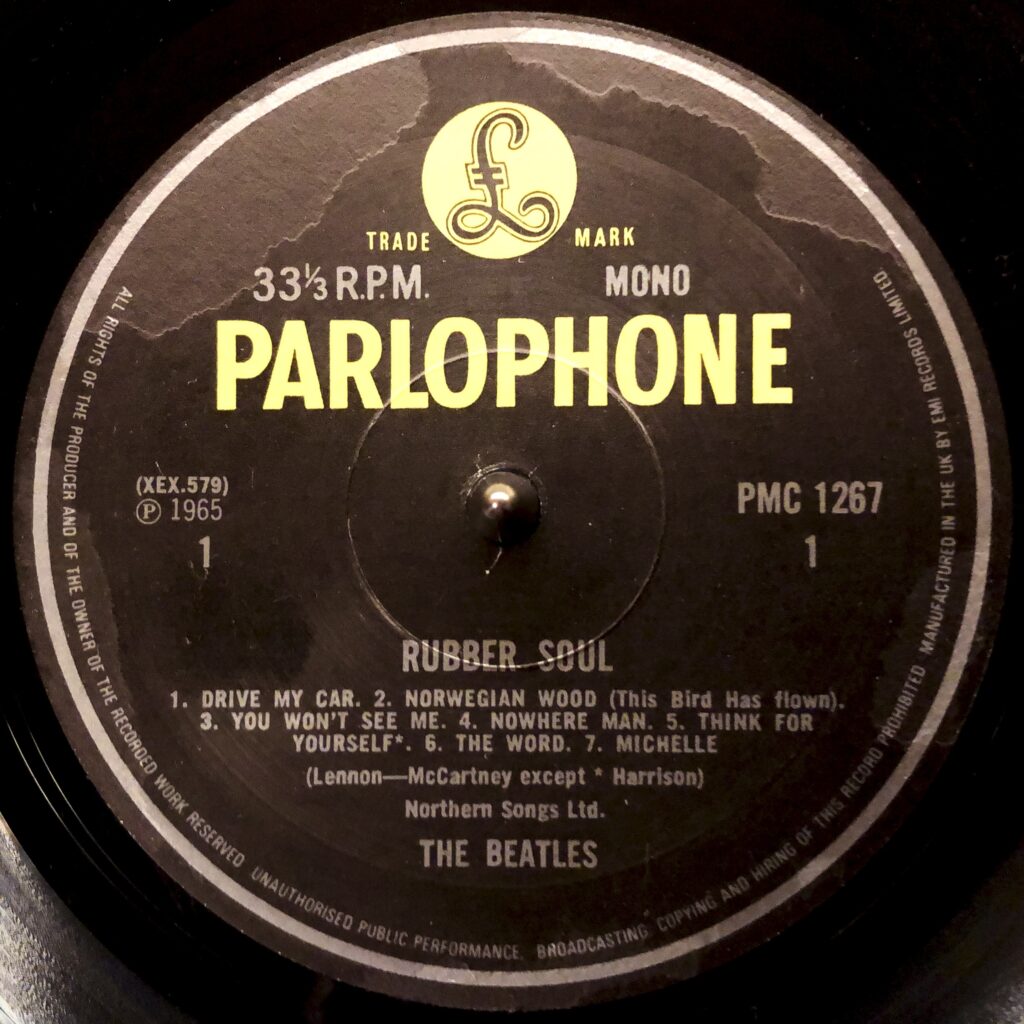 £
TRADE MARK
33⅓ R.P.M. MONO
PARLOPHONE
(XEX.579)
Ⓟ 1965
PMC 1267
1
1
RUBBER SOUL
1. DRIVE MY CAR. 2. NORWEGIAN WOOD (This Bird Has flown).
3. YOU WON'T SEE ME. 4. NOWHERE MAN. 5. THINK FOR
YOURSELF*. 6. THE WORD. 7. MICHELLE
(Lennon—McCartney except * Harrison)
Northern Songs Ltd.
THE BEATLES
ALL RIGHTS OF THE PRODUCER AND OF THE OWNER OF THE RECORDED WORK RESERVED UNAUTHORISED PUBLIC PERFORMANCE, BROADCASTING COPYING AND HIRING OF THIS RECORD PROHIBITED MANUFACTURED IN THE UK BY EMI RECORDS LIMITED